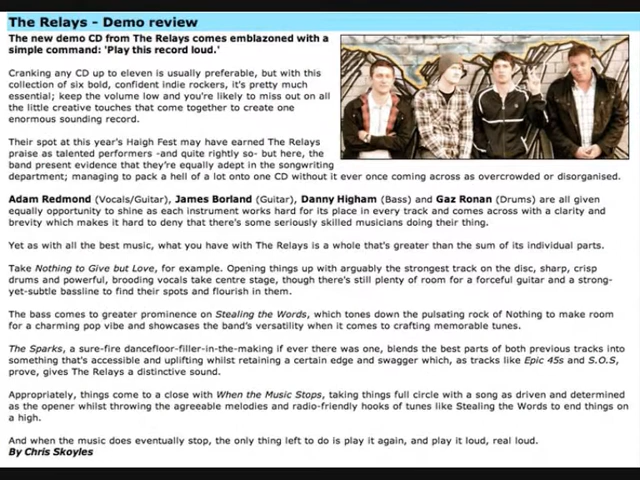 The Relays - Demo review
The new demo CD from The Relays comes emblazoned with a
simple command: 'Play this record loud.'
Cranking any CD up to eleven is usually preferable, but with this
collection of six bold, confident indie rockers, it's pretty much
essential; keep the volume low and you're likely to miss out on all
the little creative touches that come together to create one
enormous sounding record.
Their spot at this year's Haigh Fest may have earned The Relays
praise as talented performers -and quite rightly so- but here, the
band present evidence that they're equally adept in the songwriting
department; managing to pack a hell of a lot onto one CD without it ever once coming across as overcrowded or disorganised.
Adam Redmond (Vocals/Guitar), James Borland (Guitar), Danny Higham (Bass) and Gaz Ronan (Drums) are all given
equally opportunity to shine as each instrument works hard for its place in every track and comes across with a clarity and
brevity which makes it hard to deny that there's some seriously skilled musicians doing their thing.
Yet as with all the best music, what you have with The Relays is a whole that's greater than the sum of its individual parts.
Take Nothing to Give but Love, for example. Opening things up with arguably the strongest track on the disc, sharp, crisp
drums and powerful, brooding vocals take centre stage, though there's still plenty of room for a forceful guitar and a strong-
yet-subtle bassline to find their spots and flourish in them.
The bass comes to greater prominence on Stealing the Words, which tones down the pulsating rock of Nothing to make room
for a charming pop vibe and showcases the band's versatility when it comes to crafting memorable tunes.
The Sparks, a sure-fire dancefloor-filler-in-the-making if ever there was one, blends the best parts of both previous tracks into
something that's accessible and uplifting whilst retaining a certain edge and swagger which, as tracks like Epic 45s and S.O.S,
prove, gives The Relays a distinctive sound.
Appropriately, things come to a close with When the Music Stops, taking things full circle with a song as driven and determined
as the opener whilst throwing the agreeable melodies and radio-friendly hooks of tunes like Stealing the Words to end things on
a high.
And when the music does eventually stop, the only thing left to do is play it again, and play it loud, real loud.
By Chris Skoyles